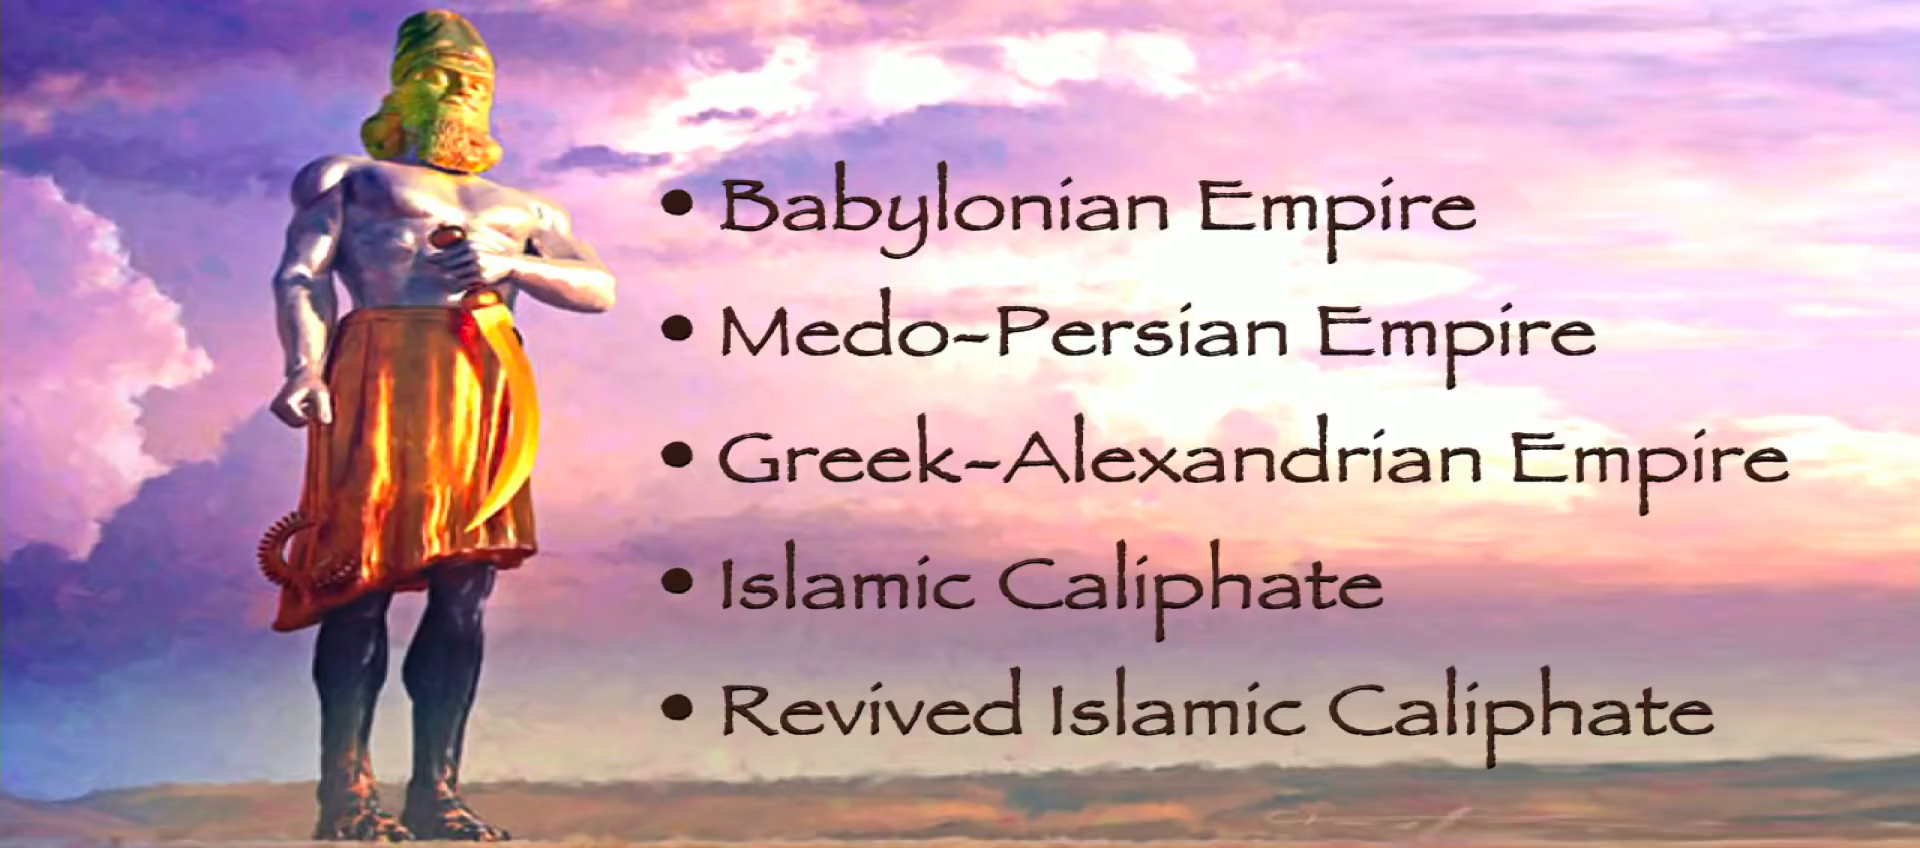 • Babylonian Empire
• Medo-Persian Empire
• Greek-Alexandrian Empire
• Islamic Caliphate
• Revived Islamic Caliphate